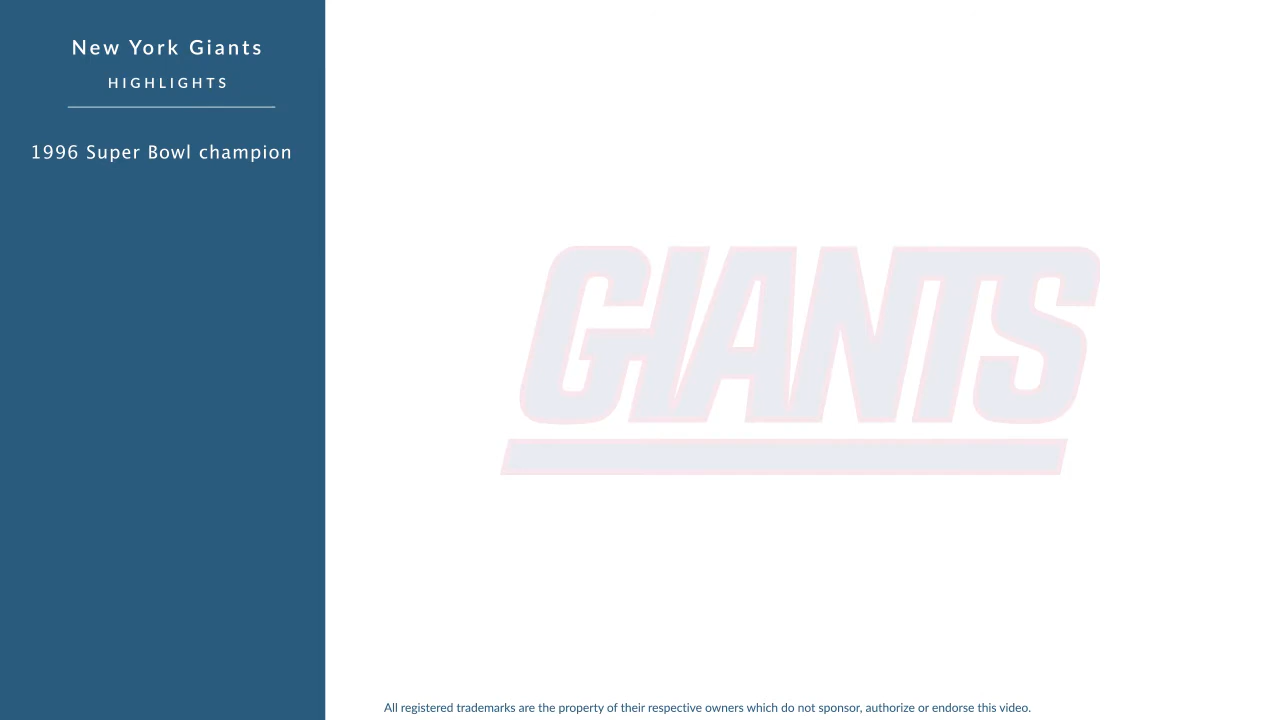 New York Giants
HIGHLIGHTS
1996 Super Bowl champion
GIANTS
All registered trademarks are the property of their respective owners which do not sponsor, authorize or endorse this video.